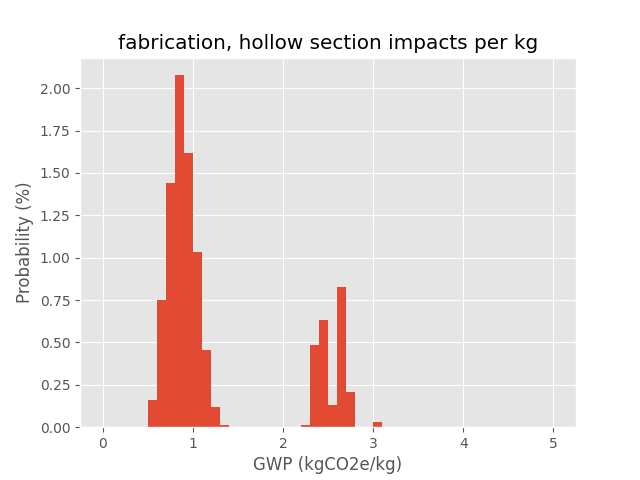 fabrication, hollow section impacts per kg
2.00
1.75
1.50
1.25
1.00
0.75
0.50
0.25
0.00
Probability (%)
0 1 2 3 4 5
GWP (kgCO2e/kg)